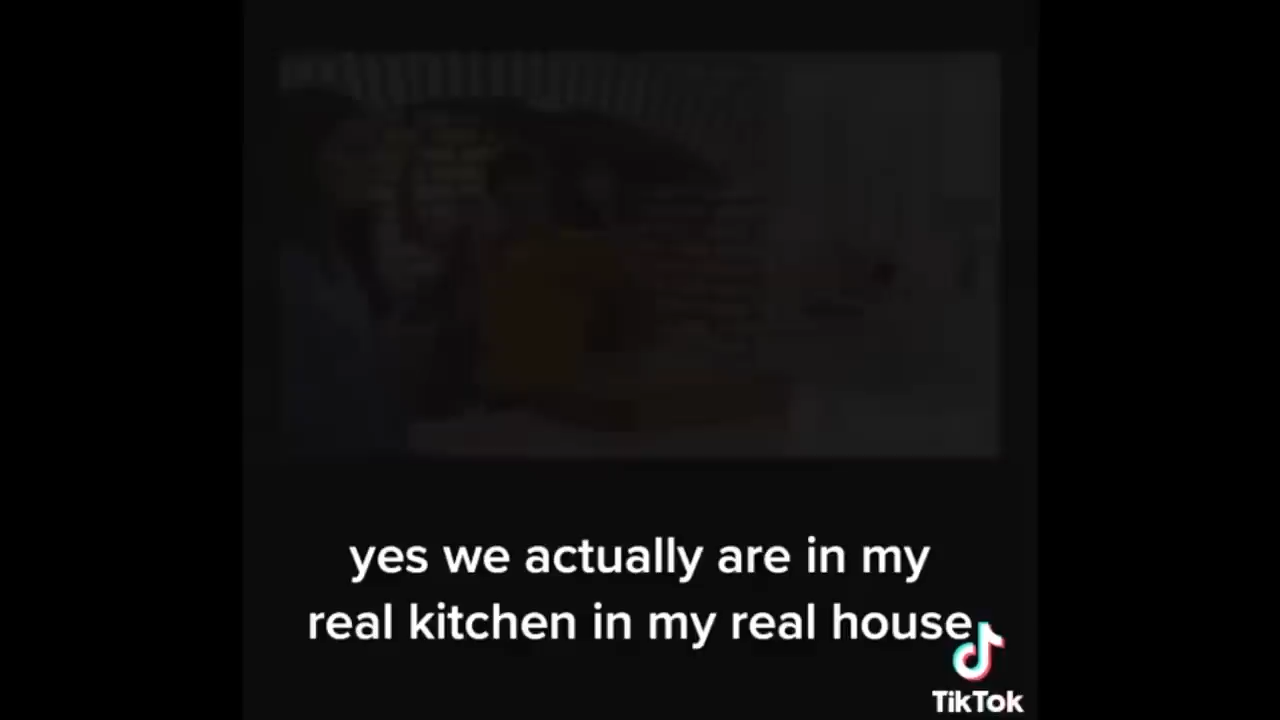 yes we actually are in my
real kitchen in my real house
TikTok